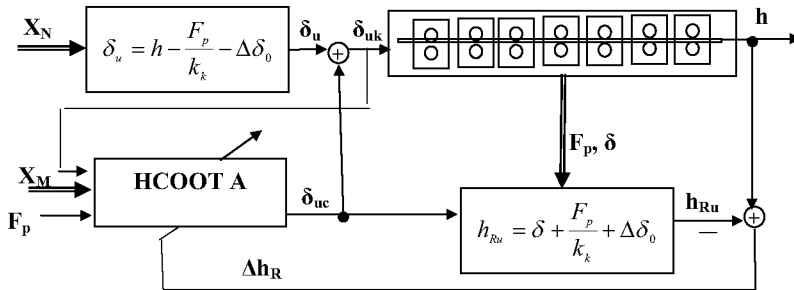 X_N
δ_u = h − F_p/k_k − Δδ_0
δ_u
δ_uk
h
F_p, δ
X_M
F_p
HCOOT A
δ_uc
h_Ru = δ + F_p/k_k + Δδ_0
h_Ru
−
Δh_R